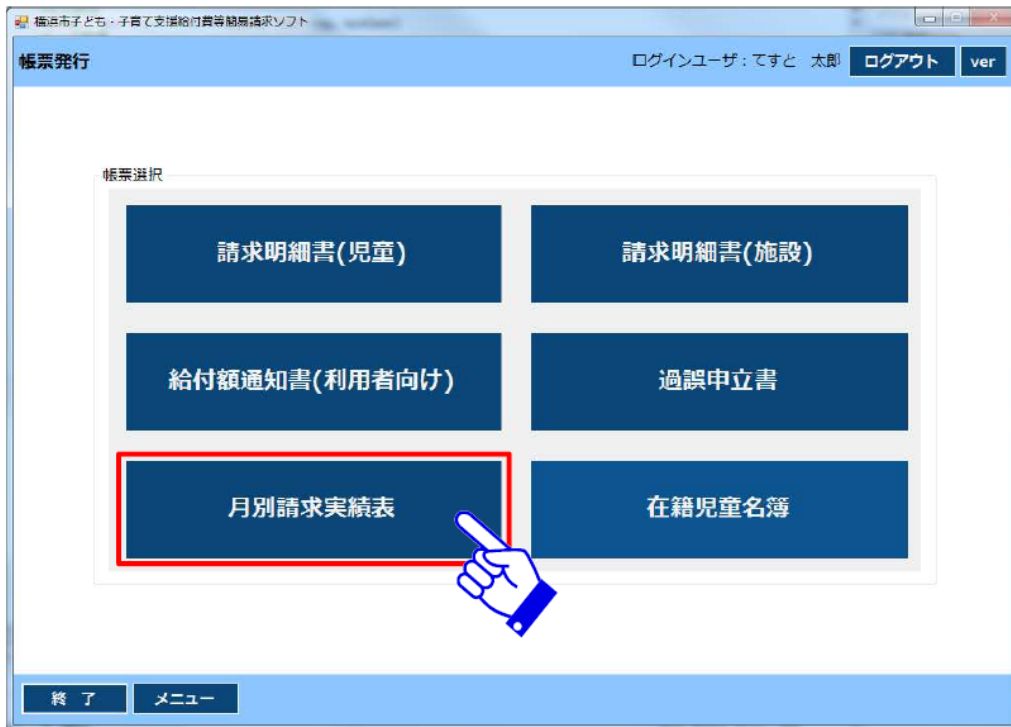 横浜市子ども・子育て支援給付費等簡易請求ソフト
帳票発行
ログインユーザ：てすと 太郎 ログアウト ver
帳票選択
請求明細書(児童) 請求明細書(施設)
給付額通知書(利用者向け) 過誤申立書
月別請求実績表 在籍児童名簿
終 了 メニュー